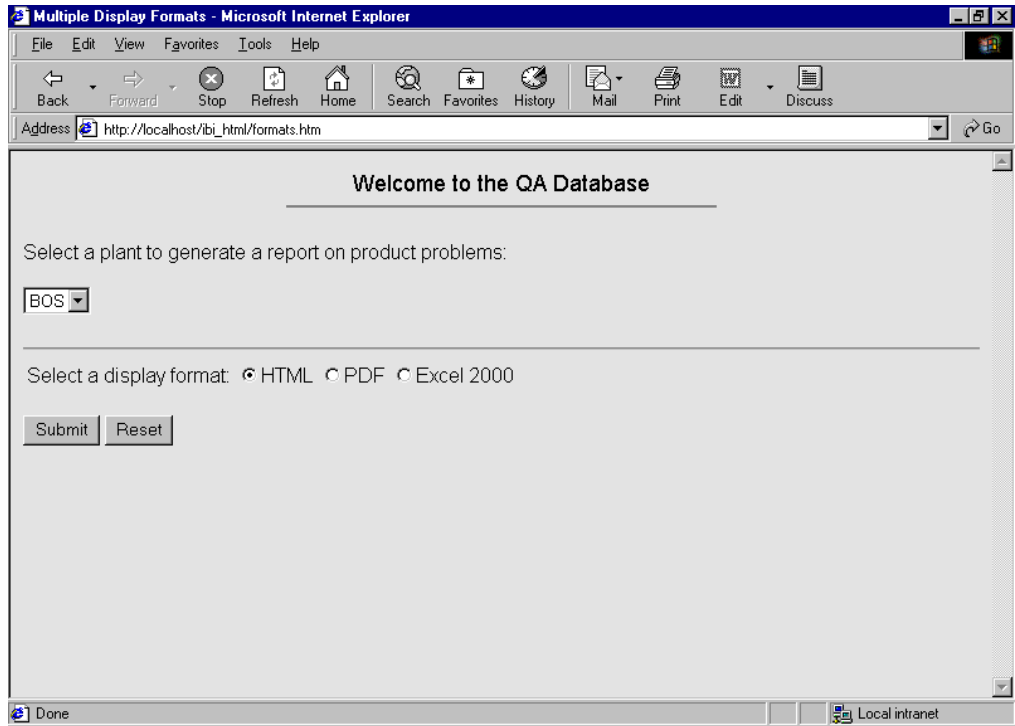 Multiple Display Formats - Microsoft Internet Explorer
File Edit View Favorites Tools Help
Back Forward Stop Refresh Home Search Favorites History Mail Print Edit Discuss
Address http://localhost/ibi_html/formats.htm Go
Welcome to the QA Database
Select a plant to generate a report on product problems:
BOS
Select a display format: HTML PDF Excel 2000
Submit Reset
Done Local intranet